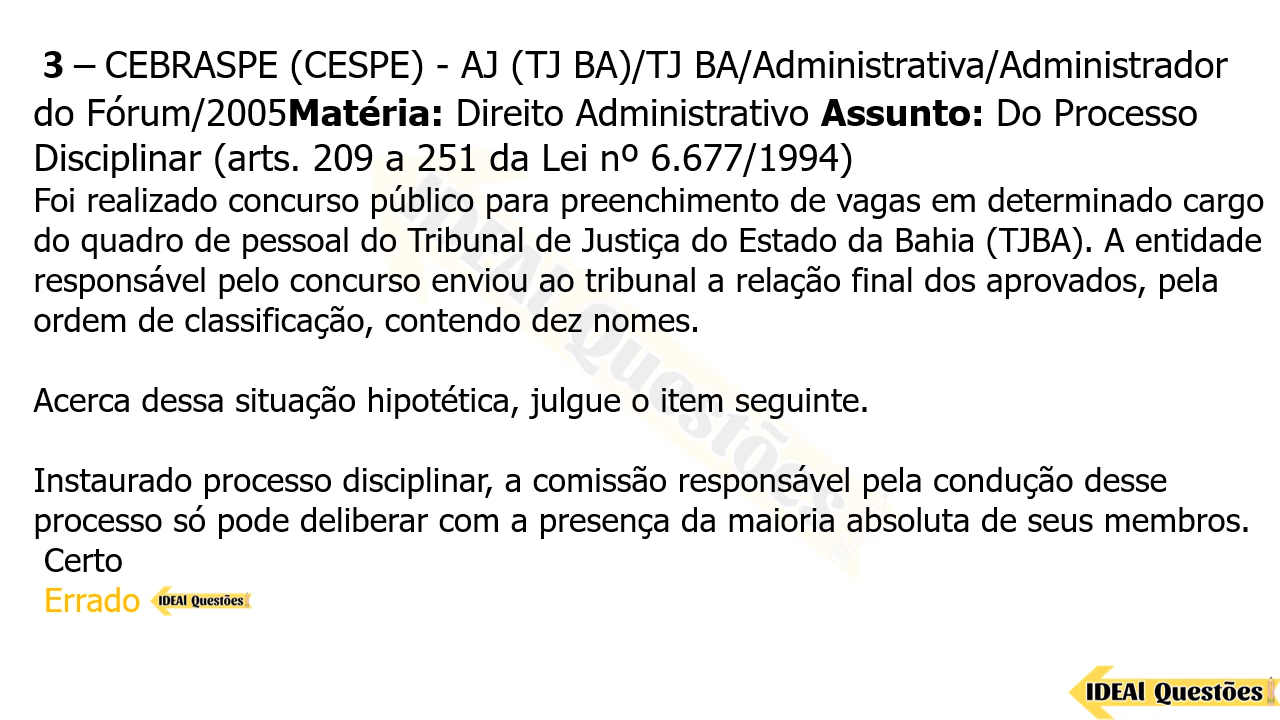 3 – CEBRASPE (CESPE) - AJ (TJ BA)/TJ BA/Administrativa/Administrador
do Fórum/2005Matéria: Direito Administrativo Assunto: Do Processo
Disciplinar (arts. 209 a 251 da Lei nº 6.677/1994)
Foi realizado concurso público para preenchimento de vagas em determinado cargo
do quadro de pessoal do Tribunal de Justiça do Estado da Bahia (TJBA). A entidade
responsável pelo concurso enviou ao tribunal a relação final dos aprovados, pela
ordem de classificação, contendo dez nomes.
Acerca dessa situação hipotética, julgue o item seguinte.
Instaurado processo disciplinar, a comissão responsável pela condução desse
processo só pode deliberar com a presença da maioria absoluta de seus membros.
Certo
Errado IDEAl Questões
IDEAl Questões
IDEAl Questões